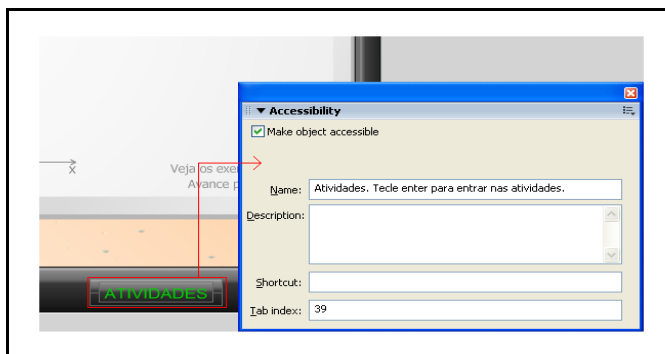 Accessibility
Make object accessible
x
Veja os exe
Avance p
Name: Atividades. Tecle enter para entrar nas atividades.
Description:
Shortcut:
Tab index: 39
ATIVIDADES